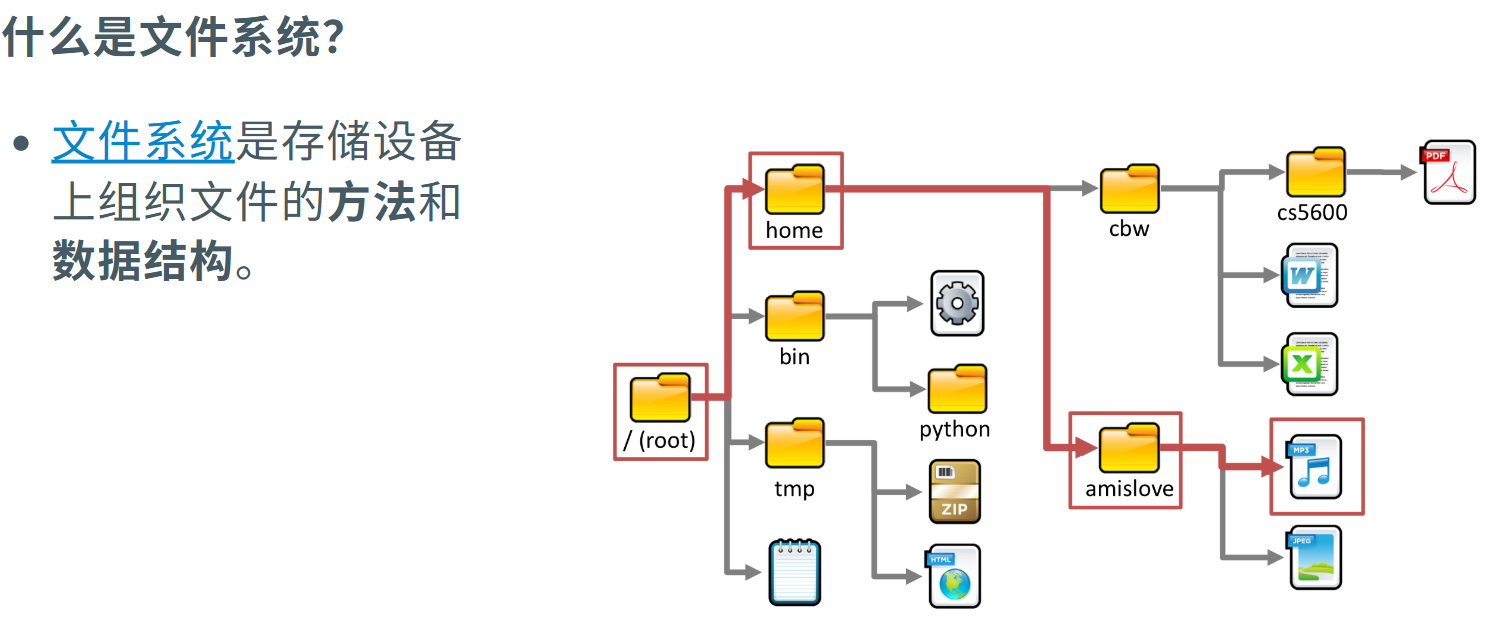 什么是文件系统？
• 文件系统是存储设备
上组织文件的方法和
数据结构。
home
bin
/ (root)
tmp
python
ZIP
HTML
cbw
cs5600
PDF
W
X
amislove
MP3
JPEG